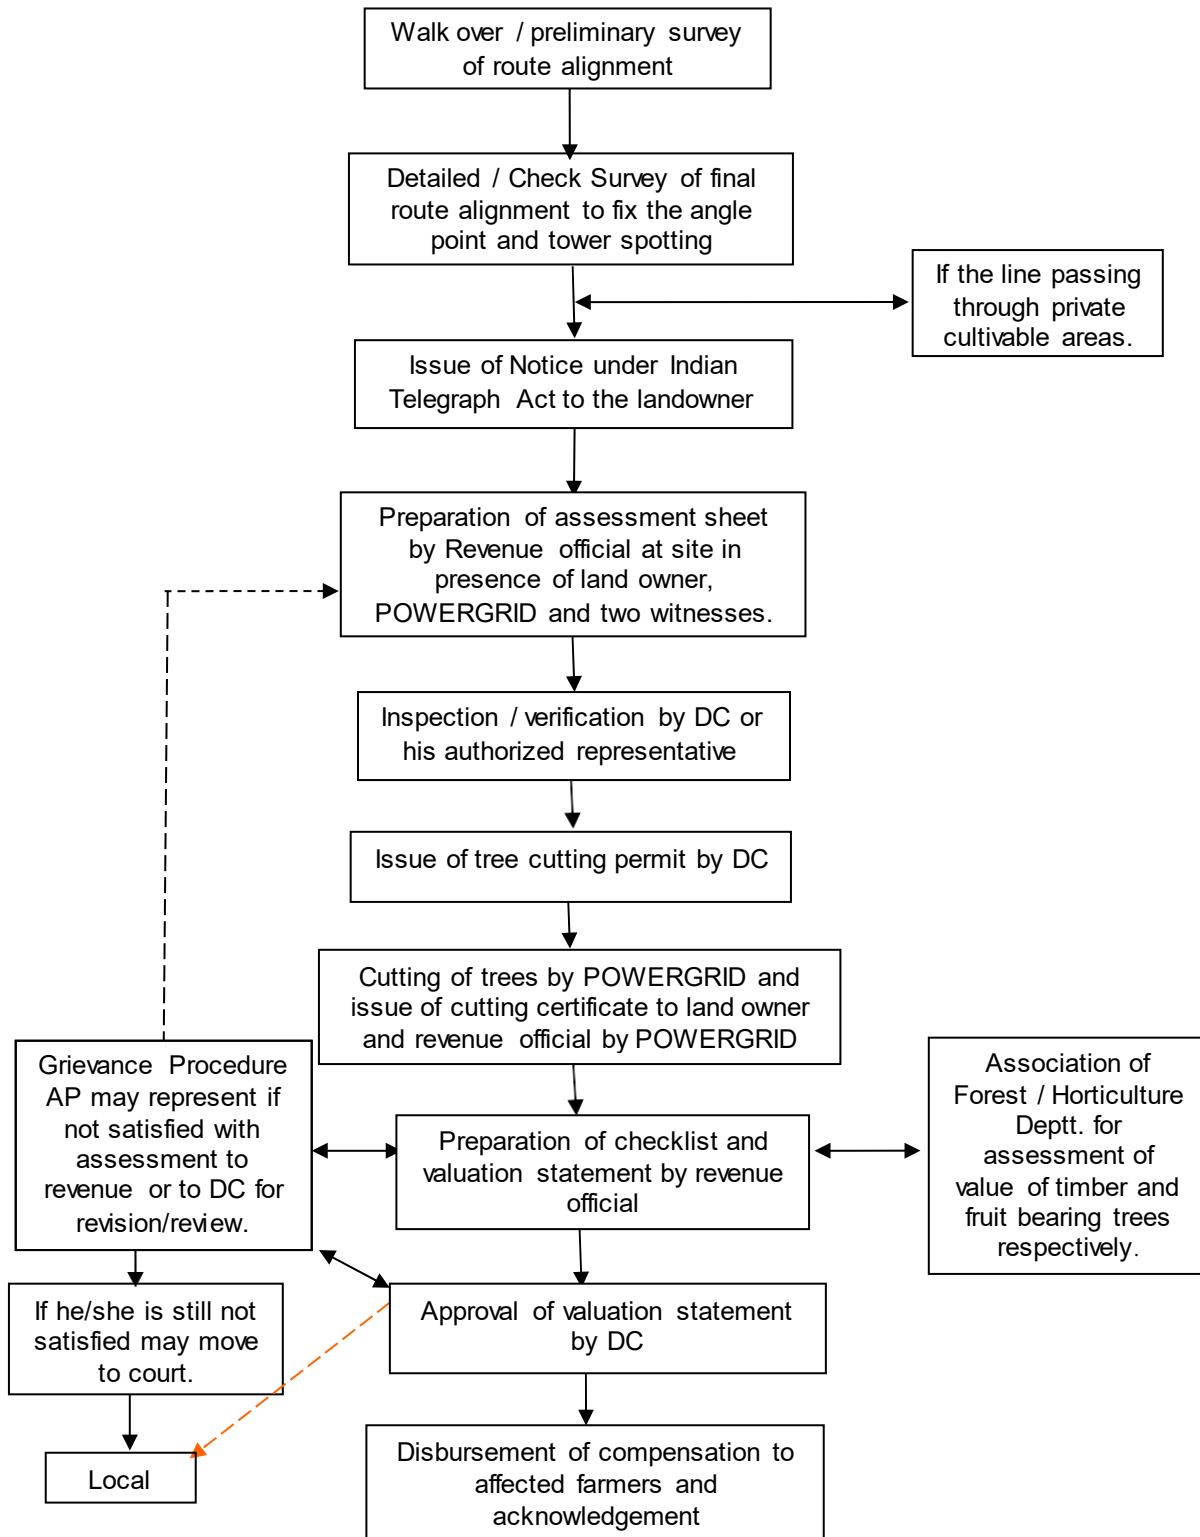 Walk over / preliminary survey
of route alignment
Detailed / Check Survey of final
route alignment to fix the angle
point and tower spotting
If the line passing
through private
cultivable areas.
Issue of Notice under Indian
Telegraph Act to the landowner
Preparation of assessment sheet
by Revenue official at site in
presence of land owner,
POWERGRID and two witnesses.
Inspection / verification by DC or
his authorized representative
Issue of tree cutting permit by DC
Cutting of trees by POWERGRID and
issue of cutting certificate to land owner
and revenue official by POWERGRID
Grievance Procedure
AP may represent if
not satisfied with
assessment to
revenue or to DC for
revision/review.
Preparation of checklist and
valuation statement by revenue
official
Association of
Forest / Horticulture
Deptt. for
assessment of
value of timber and
fruit bearing trees
respectively.
If he/she is still not
satisfied may move
to court.
Approval of valuation statement
by DC
Local
Disbursement of compensation to
affected farmers and
acknowledgement